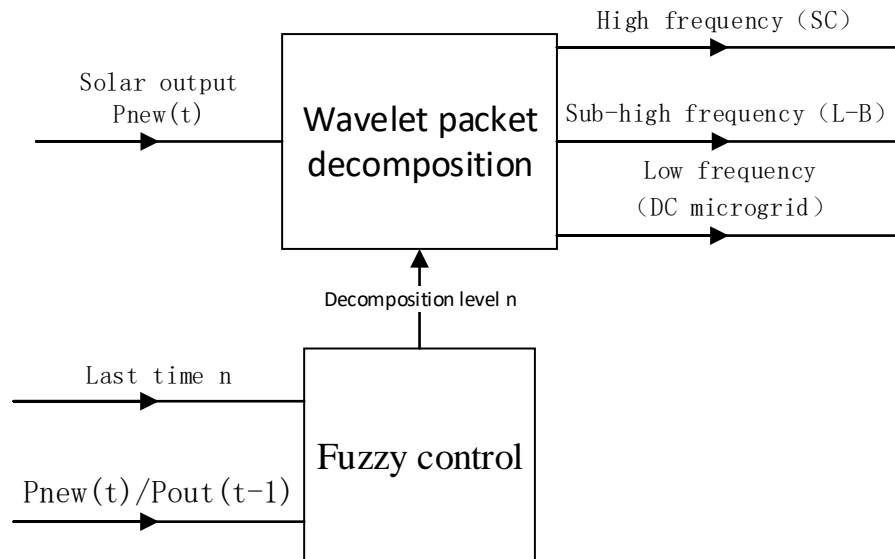 High frequency（SC）
Solar output
Pnew(t)
Wavelet packet
decomposition
Sub-high frequency（L-B）
Low frequency
（DC microgrid）
Decomposition level n
Last time n
Fuzzy control
Pnew(t)/Pout(t-1)